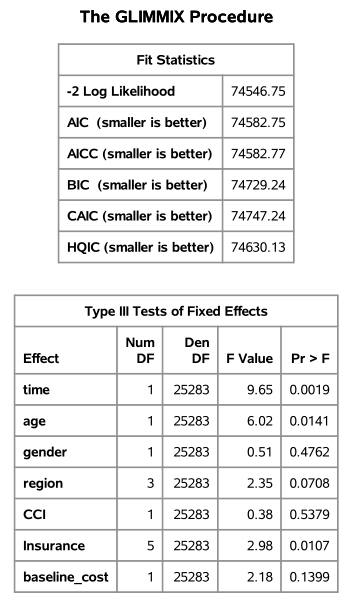 The GLIMMIX Procedure
Fit Statistics
-2 Log Likelihood 74546.75
AIC (smaller is better) 74582.75
AICC (smaller is better) 74582.77
BIC (smaller is better) 74729.24
CAIC (smaller is better) 74747.24
HQIC (smaller is better) 74630.13
Type III Tests of Fixed Effects
Effect Num DF Den DF F Value Pr > F
time 1 25283 9.65 0.0019
age 1 25283 6.02 0.0141
gender 1 25283 0.51 0.4762
region 3 25283 2.35 0.0708
CCI 1 25283 0.38 0.5379
Insurance 5 25283 2.98 0.0107
baseline_cost 1 25283 2.18 0.1399